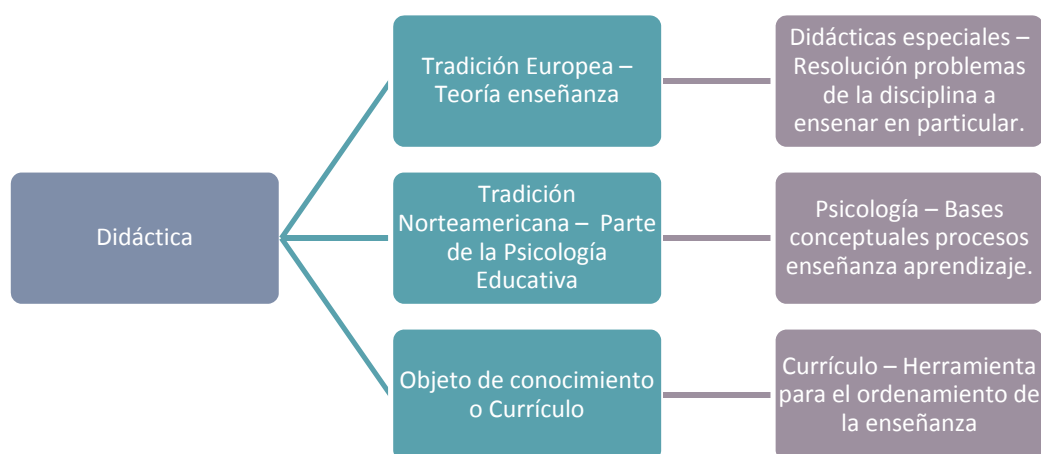 Didáctica
Tradición Europea –
Teoría enseñanza
Didácticas especiales –
Resolución problemas
de la disciplina a
ensenar en particular.
Tradición
Norteamericana – Parte
de la Psicología
Educativa
Psicología – Bases
conceptuales procesos
enseñanza aprendizaje.
Objeto de conocimiento
o Currículo
Currículo – Herramienta
para el ordenamiento de
la enseñanza